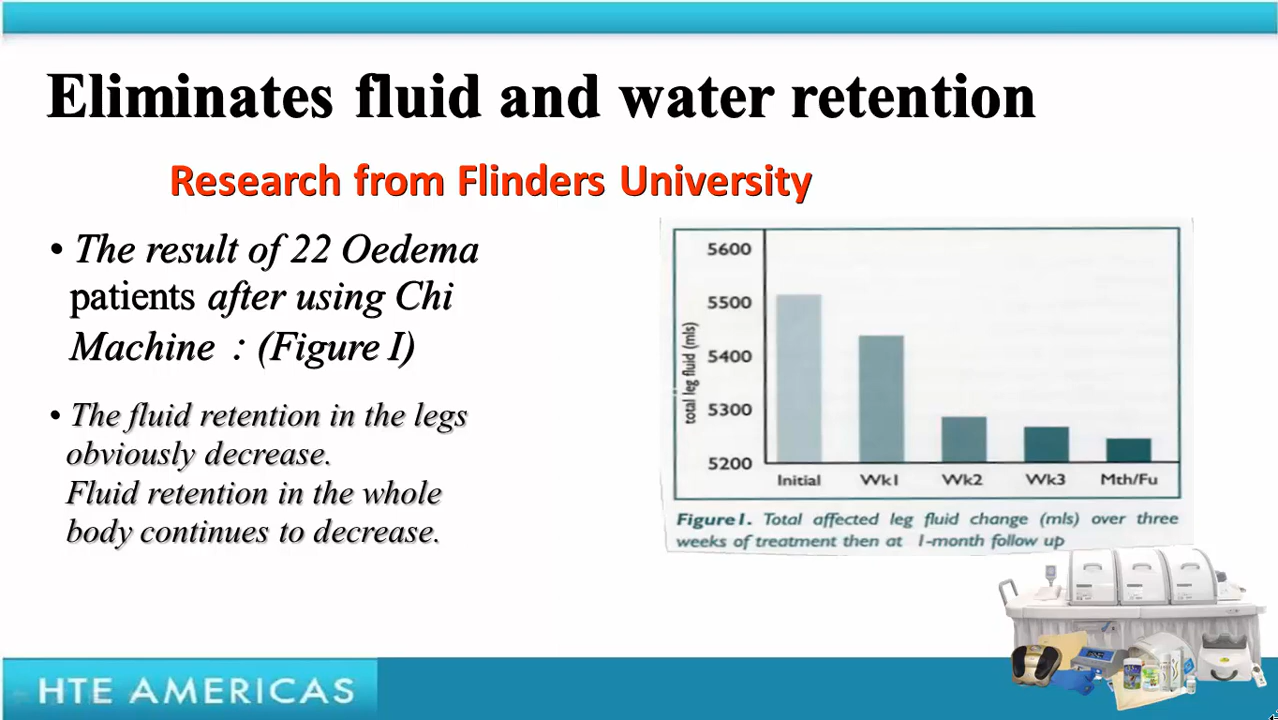 Eliminates fluid and water retention
Research from Flinders University
• The result of 22 Oedema
patients after using Chi
Machine : (Figure I)
• The fluid retention in the legs
obviously decrease.
Fluid retention in the whole
body continues to decrease.
total leg fluid (mls)
5600
5500
5400
5300
5200
Initial Wk1 Wk2 Wk3 Mth/Fu
Figure1. Total affected leg fluid change (mls) over three
weeks of treatment then at 1-month follow up
HTE AMERICAS